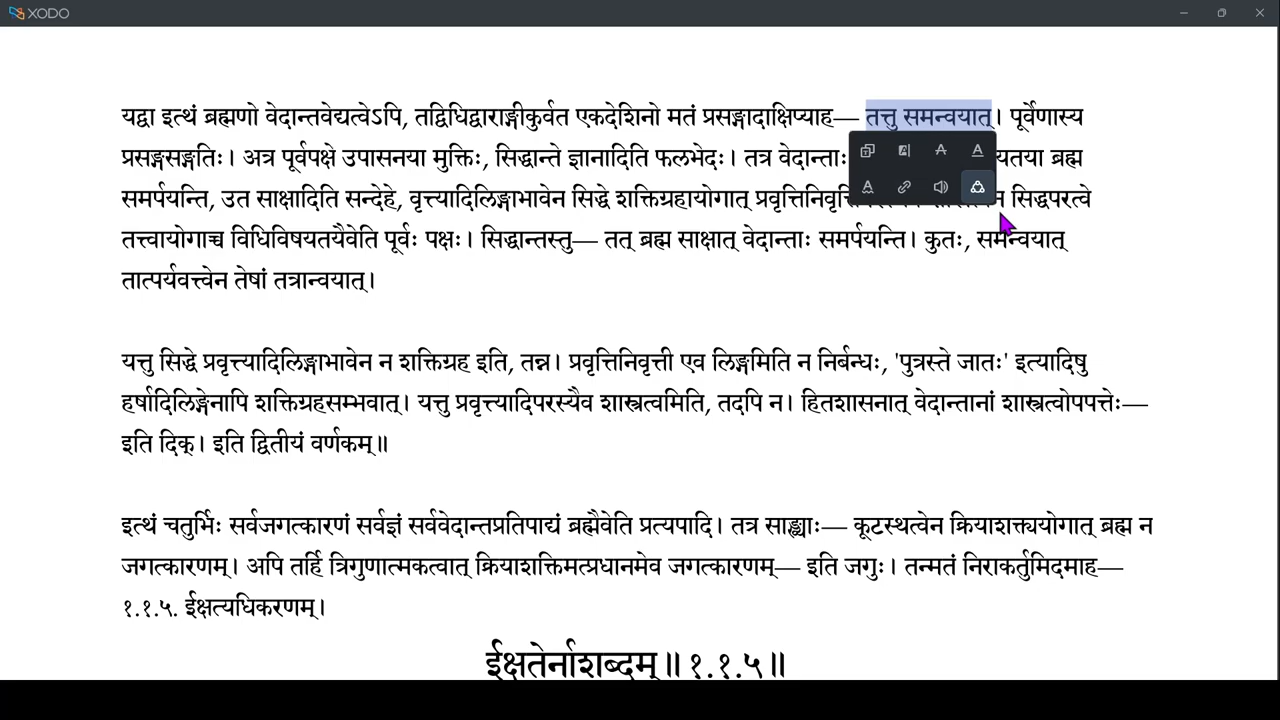 XODO
यद्वा इत्थं ब्रह्मणो वेदान्तवेद्यत्वेऽपि, तद्विधिद्वाराङ्गीकुर्वत एकदेशिनो मतं प्रसङ्गादाक्षिप्याह— तत्तु समन्वयात्। पूर्वेणास्य
प्रसङ्गसङ्गतिः। अत्र पूर्वपक्षे उपासनया मुक्तिः, सिद्धान्ते ज्ञानादिति फलभेदः। तत्र वेदान्ताः यतया ब्रह्म
समर्पयन्ति, उत साक्षादिति सन्देहे, वृत्त्यादिलिङ्गाभावेन सिद्धे शक्तिग्रहायोगात् सिद्धपरत्वे
तत्त्वायोगाच्च विधिविषयतयैवेति पूर्वः पक्षः। सिद्धान्तस्तु— तत् ब्रह्म साक्षात् वेदान्ताः समर्पयन्ति। कुतः, समन्वयात्
तात्पर्यवत्त्वेन तेषां तत्रान्वयात्।
यत्तु सिद्धे प्रवृत्त्यादिलिङ्गाभावेन न शक्तिग्रह इति, तन्न। प्रवृत्तिनिवृत्ती एव लिङ्गमिति न निर्बन्धः, 'पुत्रस्ते जातः' इत्यादिषु
हर्षादिलिङ्गेनापि शक्तिग्रहसम्भवात्। यत्तु प्रवृत्त्यादिपरस्यैव शास्त्रत्वमिति, तदपि न। हितशासनात् वेदान्तानां शास्त्रत्वोपपत्तेः—
इति दिक्। इति द्वितीयं वर्णकम्॥
इत्थं चतुर्भिः सर्वजगत्कारणं सर्वज्ञं सर्ववेदान्तप्रतिपाद्यं ब्रह्मैवेति प्रत्यपादि। तत्र साङ्ख्याः— कूटस्थत्वेन क्रियाशक्त्ययोगात् ब्रह्म न
जगत्कारणम्। अपि तर्हि त्रिगुणात्मकत्वात् क्रियाशक्तिमत्प्रधानमेव जगत्कारणम्— इति जगुः। तन्मतं निराकर्तुमिदमाह—
१.१.५. ईक्षत्यधिकरणम्।
ईक्षतेर्नाशब्दम्॥ १.१.५॥